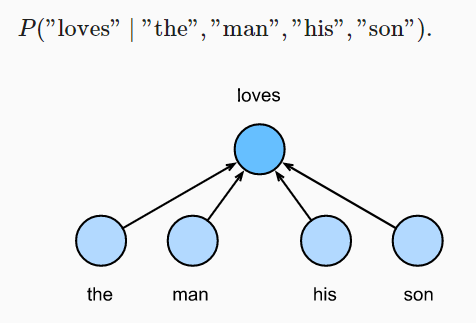 P("loves" | "the", "man", "his", "son").
loves
the man his son